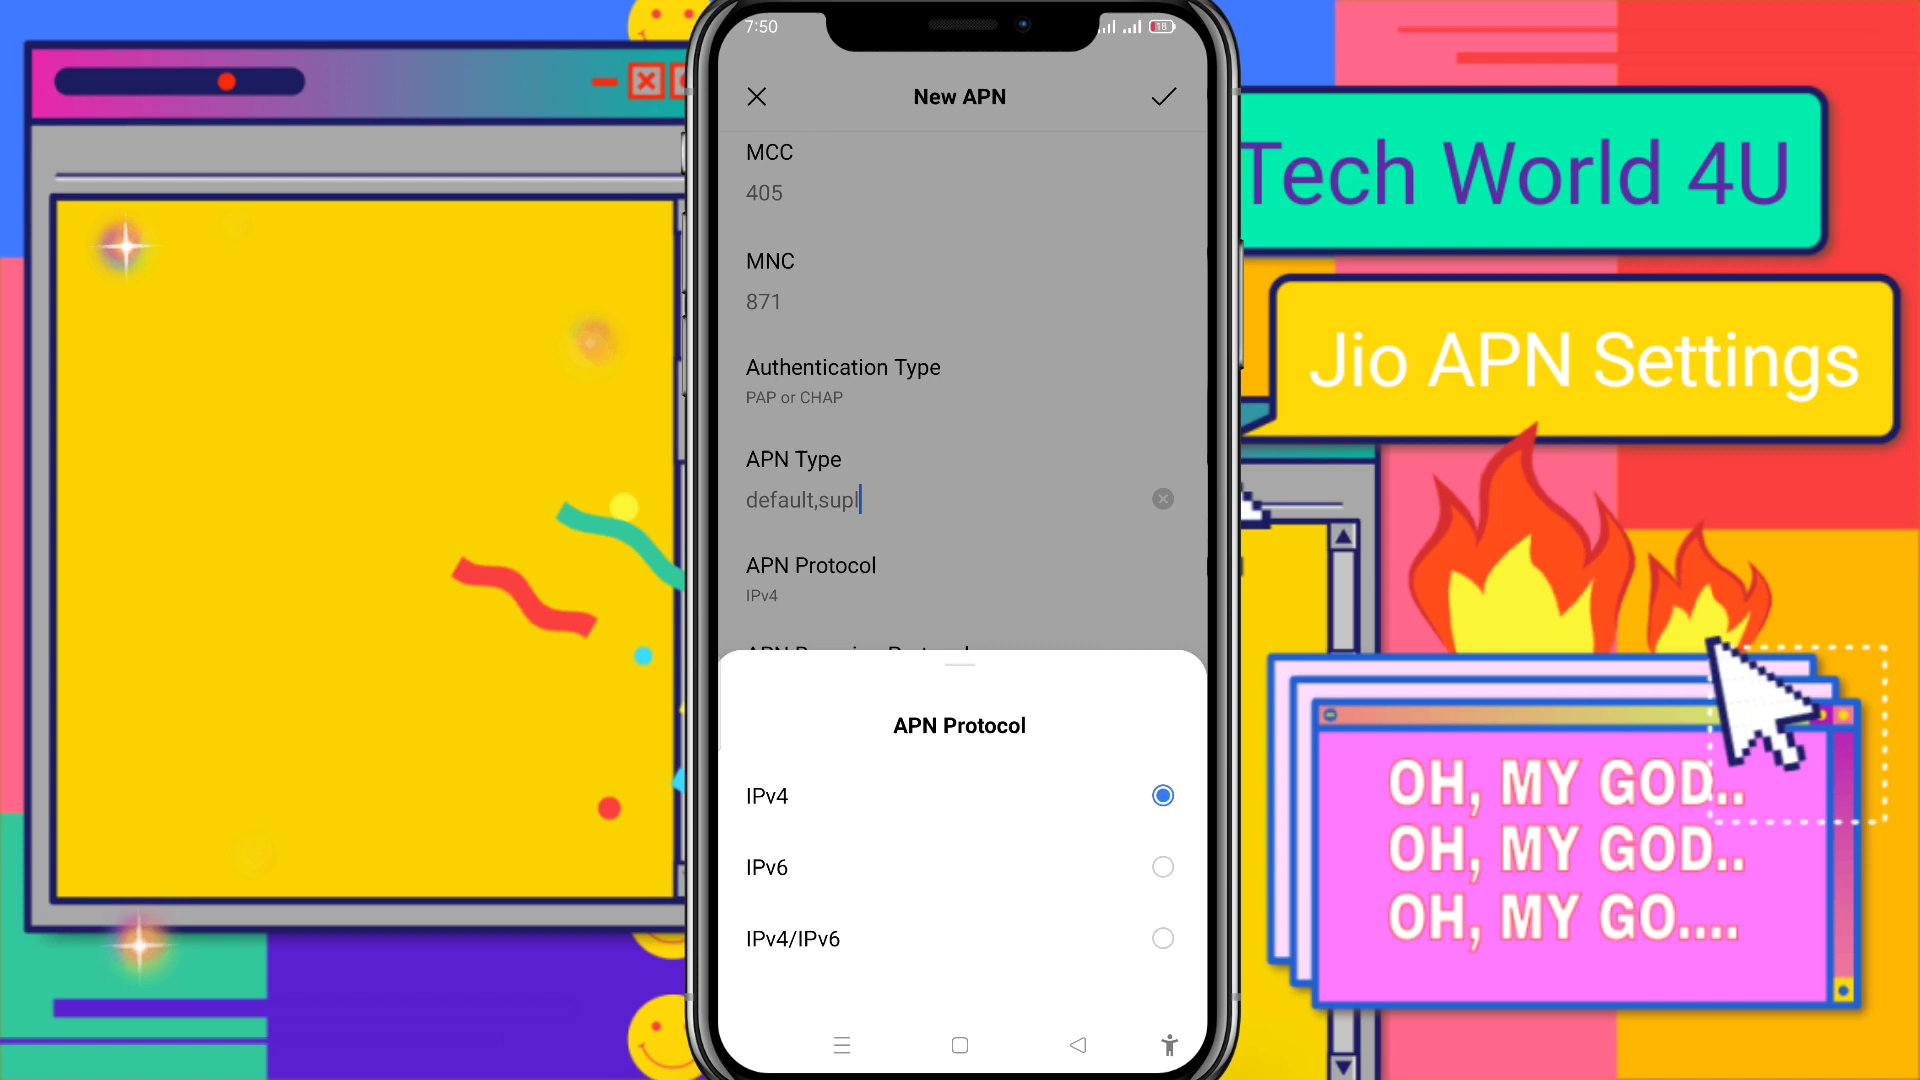 7:50
18
New APN
MCC
405
MNC
871
Authentication Type
PAP or CHAP
APN Type
default,supl
APN Protocol
IPv4
APN Protocol
IPv4
IPv6
IPv4/IPv6
Tech World 4U
Jio APN Settings
OH, MY GOD..
OH, MY GOD..
OH, MY GO....